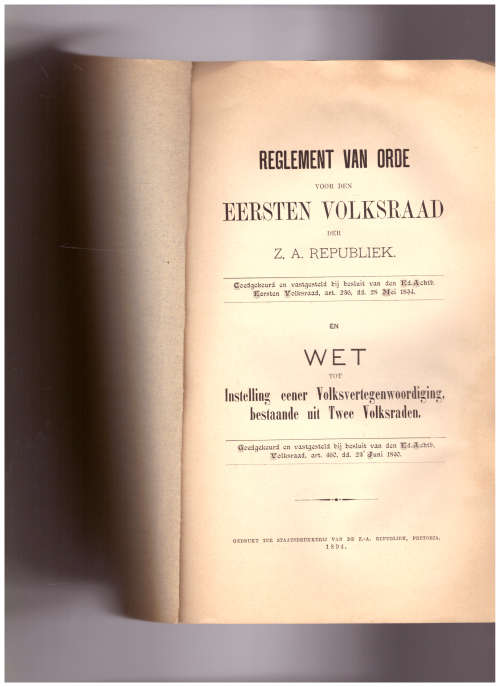 REGLEMENT VAN ORDE
VOOR DEN
EERSTEN VOLKSRAAD
DER
Z. A. REPUBLIEK.
Goedgekeurd en vastgesteld bij besluit van den Ed. Achtb.
Eersten Volksraad, art. 236, dd. 28 Mei 1894.
EN
WET
TOT
Instelling eener Volksvertegenwoordiging,
bestaande uit Twee Volksraden.
Goedgekeurd en vastgesteld bij besluit van den Ed. Achtb.
Volksraad, art. dd. Juni
GEDRUKT TER STAATSDRUKKERIJ VAN DE Z.-A. REPUBLIEK, PRETORIA.
1894.